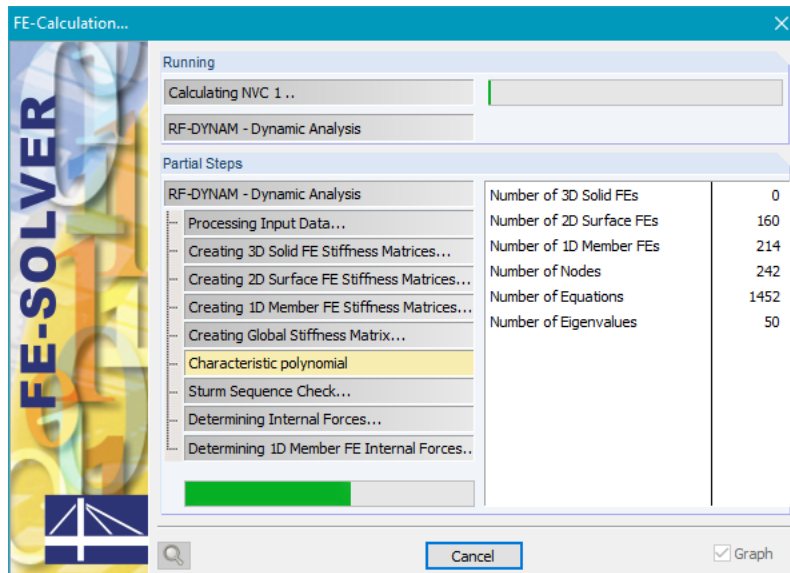 FE-Calculation...
FE-SOLVER
Running
Calculating NVC 1 ..
RF-DYNAM - Dynamic Analysis
Partial Steps
RF-DYNAM - Dynamic Analysis
Processing Input Data...
Creating 3D Solid FE Stiffness Matrices...
Creating 2D Surface FE Stiffness Matrices...
Creating 1D Member FE Stiffness Matrices...
Creating Global Stiffness Matrix...
Characteristic polynomial
Sturm Sequence Check...
Determining Internal Forces...
Determining 1D Member FE Internal Forces..
Number of 3D Solid FEs 0
Number of 2D Surface FEs 160
Number of 1D Member FEs 214
Number of Nodes 242
Number of Equations 1452
Number of Eigenvalues 50
Cancel
Graph